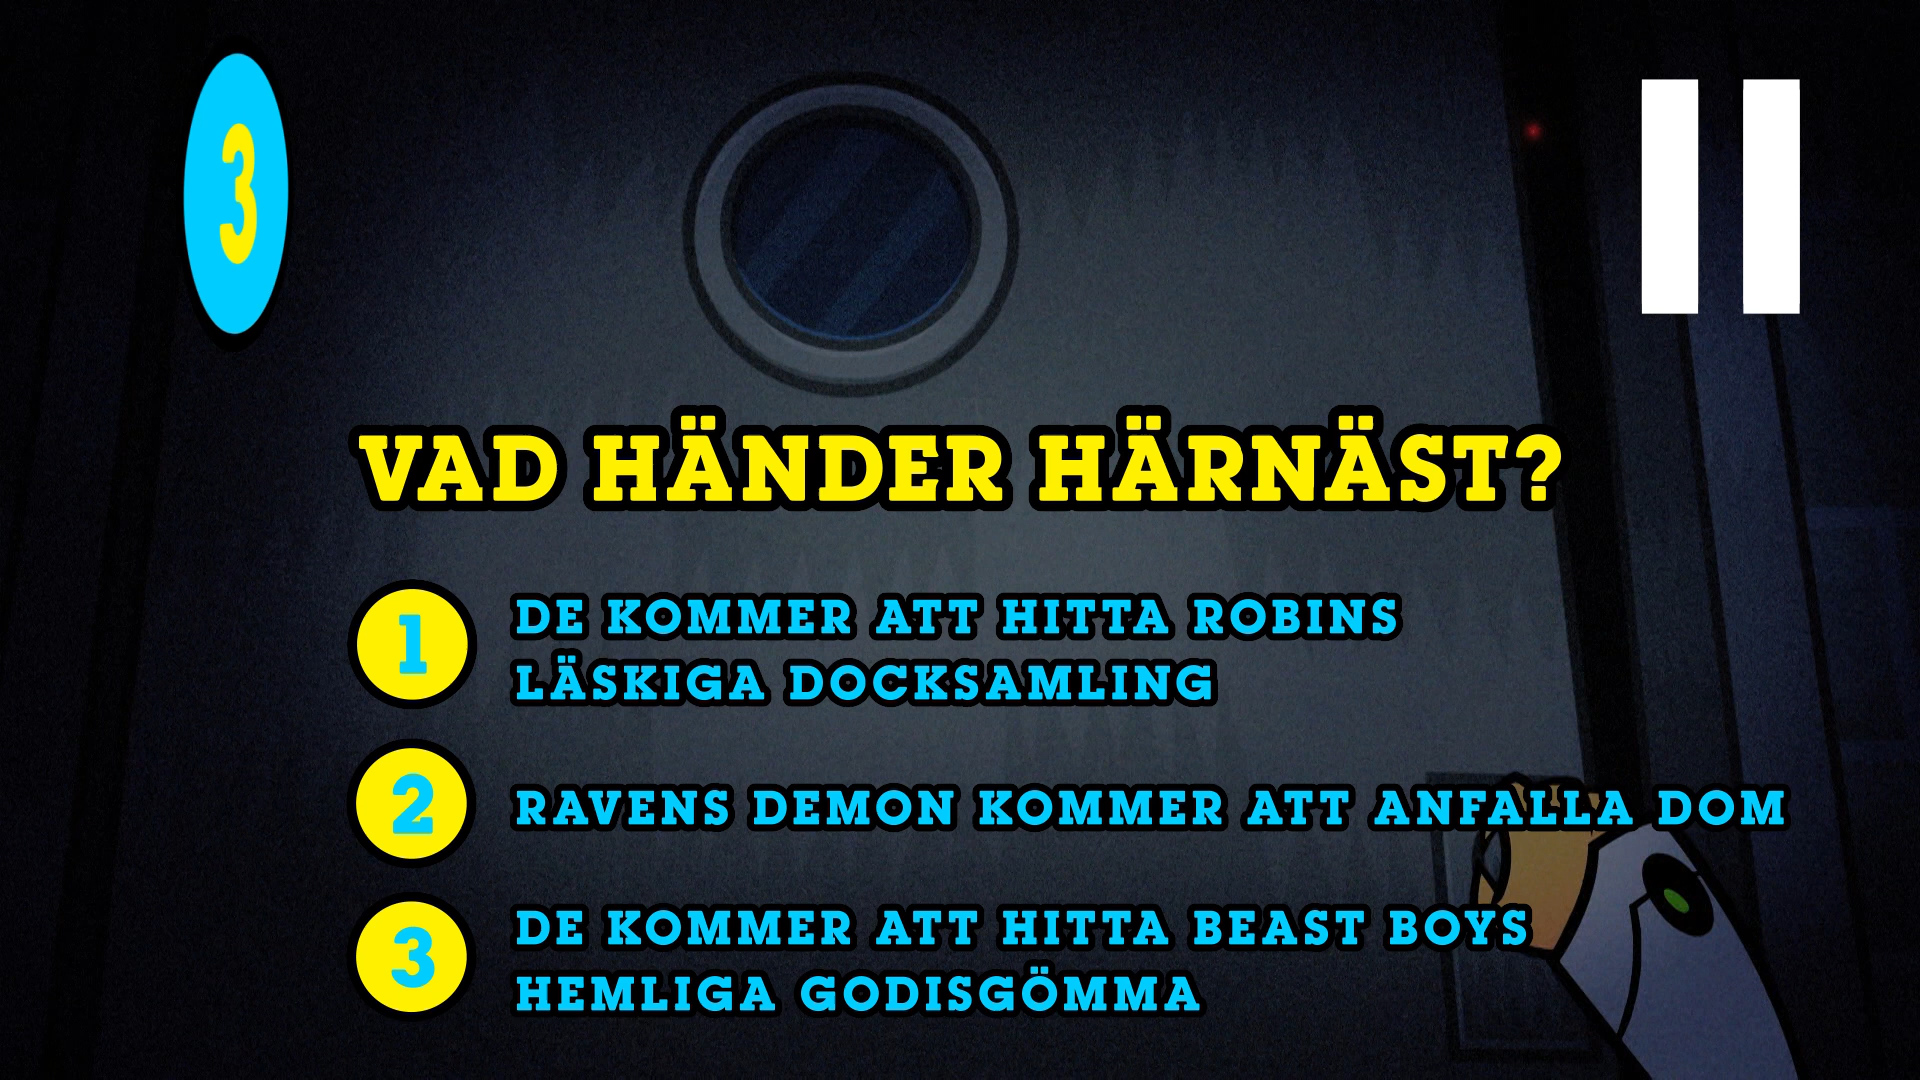 3
VAD HÄNDER HÄRNÄST?
1 DE KOMMER ATT HITTA ROBINS
LÄSKIGA DOCKSAMLING
2 RAVENS DEMON KOMMER ATT ANFALLA DOM
3 DE KOMMER ATT HITTA BEAST BOYS
HEMLIGA GODISGÖMMA